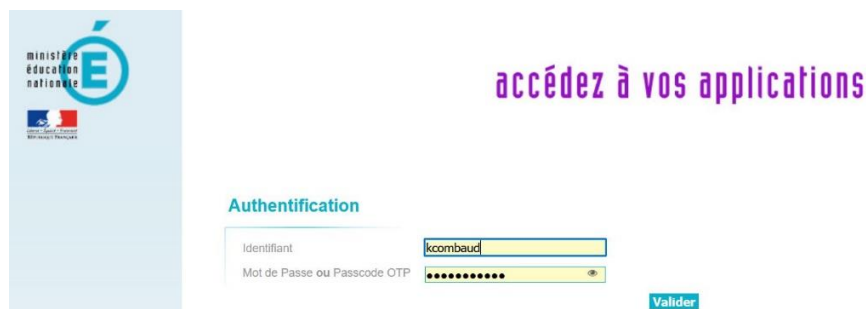 ministère
éducation
nationale
É
accédez à vos applications
Authentification
Identifiant
kcombaud
Mot de Passe ou Passcode OTP
•••••••••••
Valider